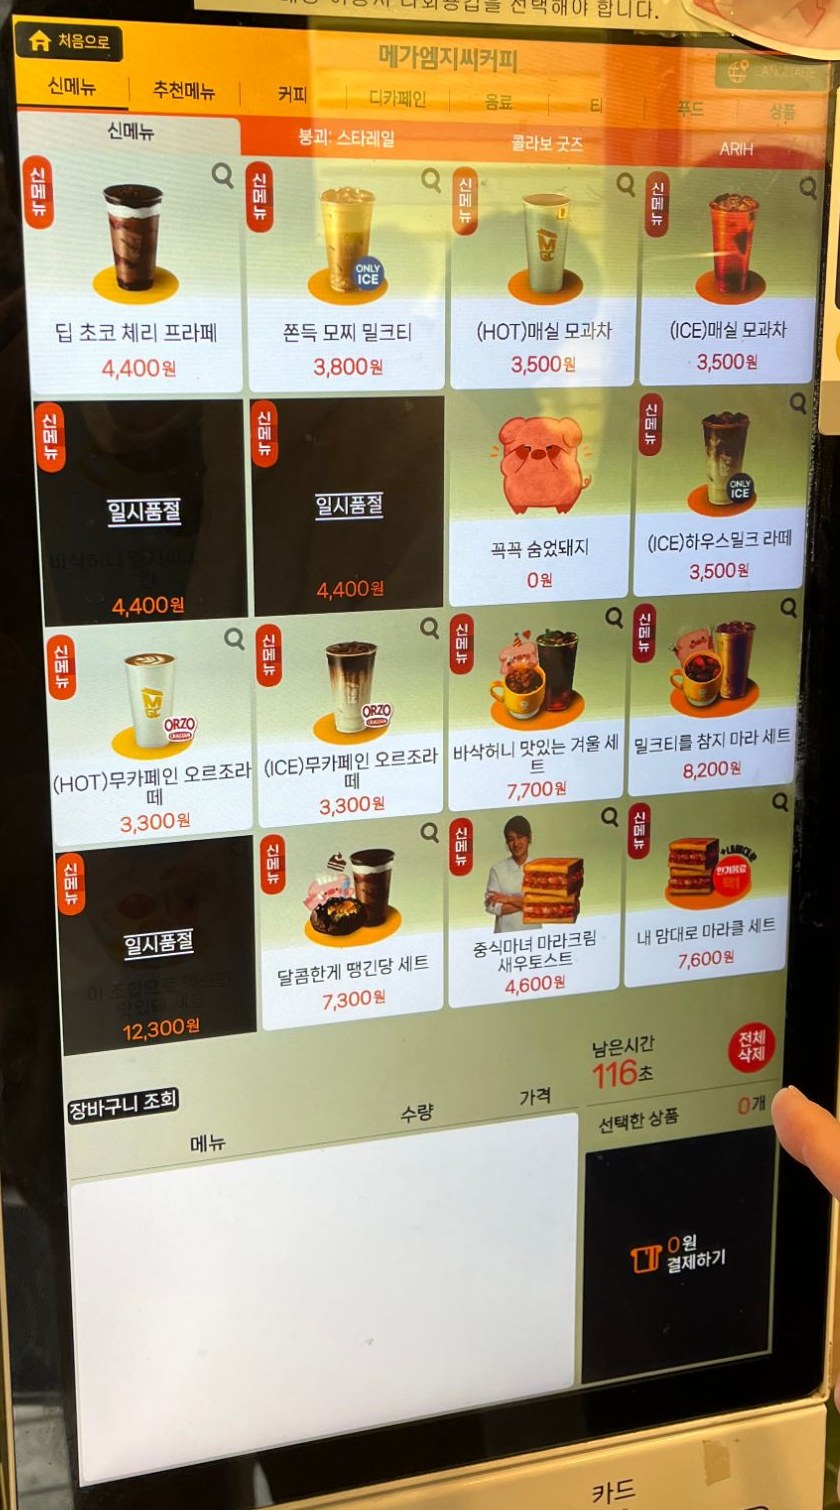 선택해야 합니다.
처음으로
메가엠지씨커피
LANGUAGE
신메뉴 추천메뉴 커피 디카페인 음료 티 푸드 상품
신메뉴 붕괴: 스타레일 콜라보 굿즈 ARIH
신메뉴 신메뉴 신메뉴 신메뉴
ONLY
ICE
딥 초코 체리 프라페 쫀득 모찌 밀크티 (HOT)매실 모과차 (ICE)매실 모과차
4,400원 3,800원 3,500원 3,500원
신메뉴 신메뉴 신메뉴
ONLY
ICE
일시품절 일시품절
꼭꼭 숨었돼지 (ICE)하우스밀크 라떼
4,400원 4,400원 0원 3,500원
신메뉴 신메뉴 신메뉴 신메뉴
ORZO ORZO
(HOT)무카페인 오르조라
떼
(ICE)무카페인 오르조라
떼
바삭허니 맛있는 겨울 세
트
밀크티를 참지 마라 세트
3,300원 3,300원 7,700원 8,200원
신메뉴 신메뉴 신메뉴 신메뉴
일시품절
달콤한게 땡긴당 세트
중식마녀 마라크림
새우토스트
내 맘대로 마라클 세트
12,300원 7,300원 4,600원 7,600원
남은시간
116초
전체
삭제
장바구니 조회
메뉴 수량 가격
선택한 상품 0개
0원
결제하기
카드